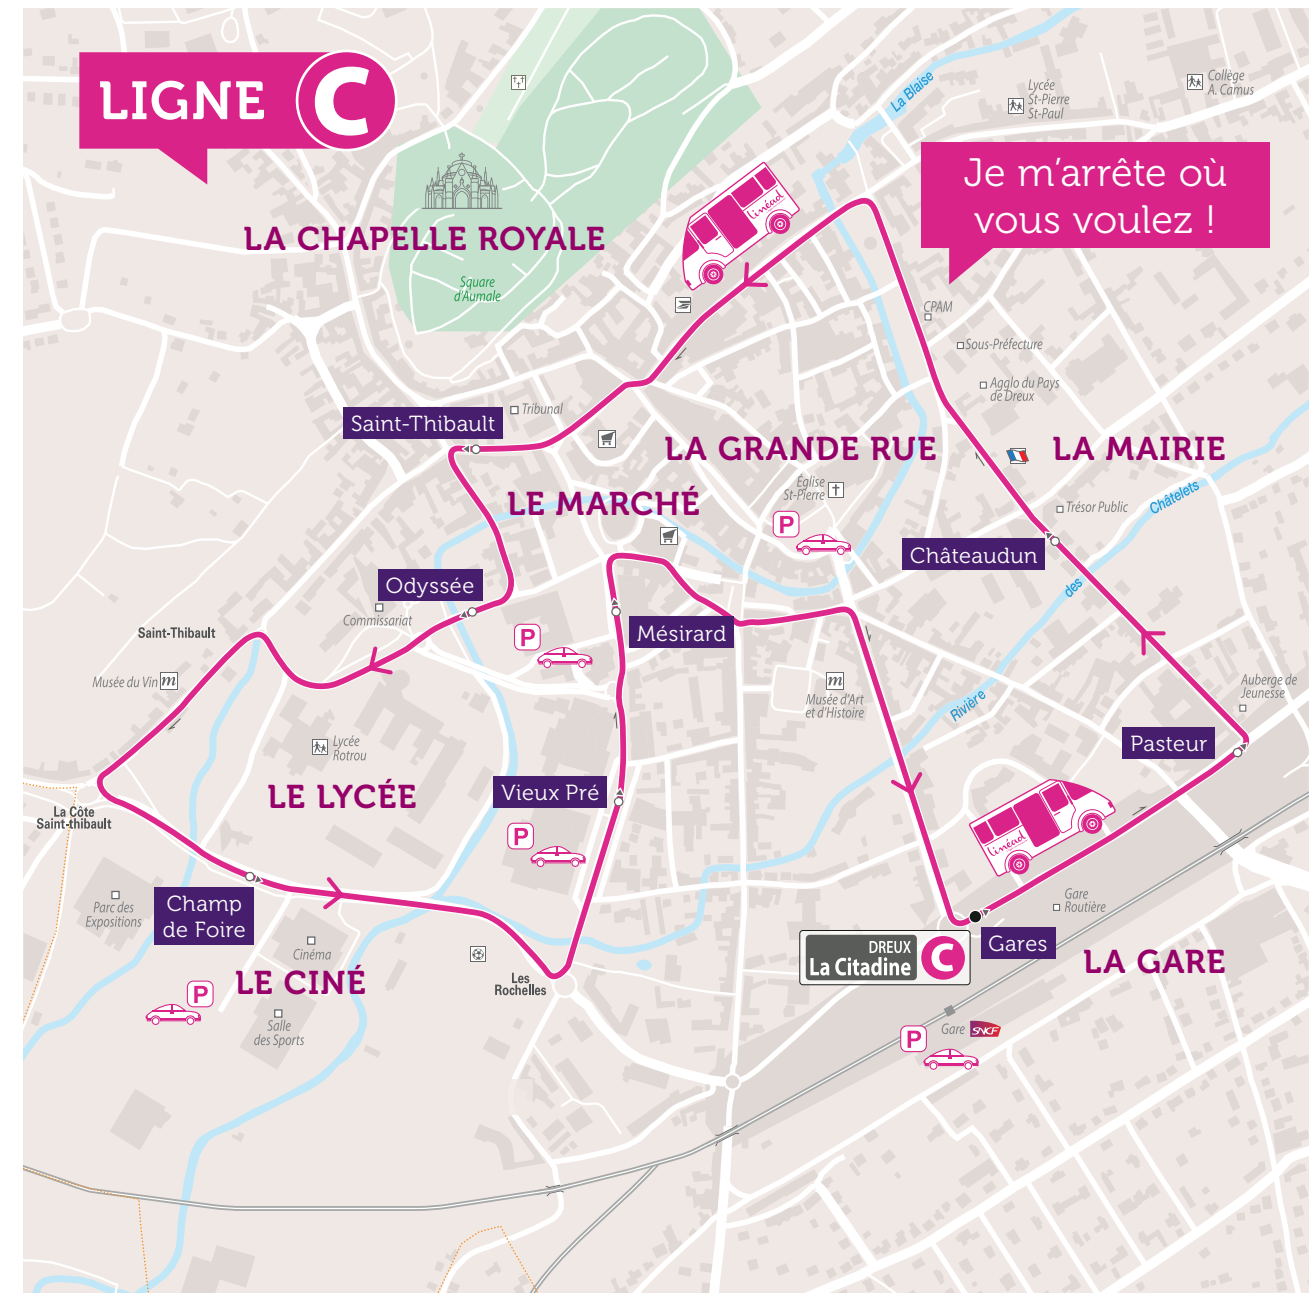 LIGNE C
La Blaise
Lycée
St-Pierre
St-Paul
Collège
A. Camus
Je m'arrête où
vous voulez !
linéad
LA CHAPELLE ROYALE
Square
d'Aumale
CPAM
Sous-Préfecture
Agglo du Pays
de Dreux
Tribunal
Saint-Thibault
LA GRANDE RUE
LA MAIRIE
LE MARCHÉ
Église
St-Pierre
Trésor Public
Châtelets
des
Rivière
P
Châteaudun
Odyssée
Commissariat
Saint-Thibault
P
Mésirard
Musée du Vin
m
m
Musée d'Art
et d'Histoire
Auberge de
Jeunesse
Pasteur
Lycée
Rotrou
LE LYCÉE
Vieux Pré
La Côte
Saint-thibault
P
linéad
Champ
de Foire
Parc des
Expositions
Gare
Routière
Gares
DREUX
La Citadine
C
LA GARE
Cinéma
LE CINÉ
Les
Rochelles
P
Salle
des Sports
Gare
SNCF
P